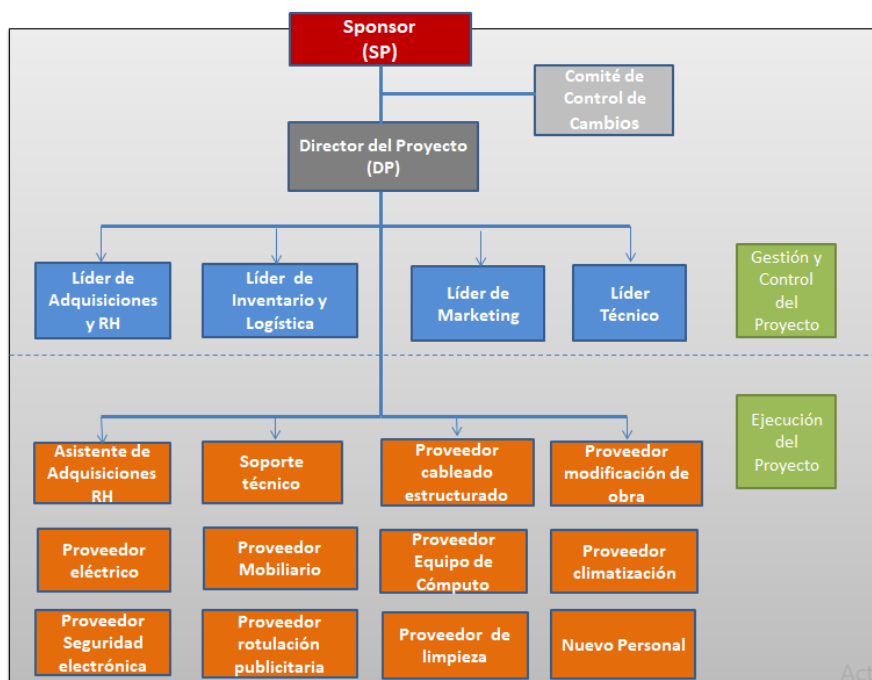 Sponsor
(SP)
Comité de
Control de
Cambios
Director del Proyecto
(DP)
Líder de
Adquisiciones
y RH
Líder de
Inventario y
Logística
Líder de
Marketing
Líder
Técnico
Gestión y
Control
del
Proyecto
Asistente de
Adquisiciones
RH
Soporte
técnico
Proveedor
cableado
estructurado
Proveedor
modificación de
obra
Ejecución
del
Proyecto
Proveedor
eléctrico
Proveedor
Mobiliario
Proveedor
Equipo de
Cómputo
Proveedor
climatización
Proveedor
Seguridad
electrónica
Proveedor
rotulación
publicitaria
Proveedor de
limpieza
Nuevo Personal
Act